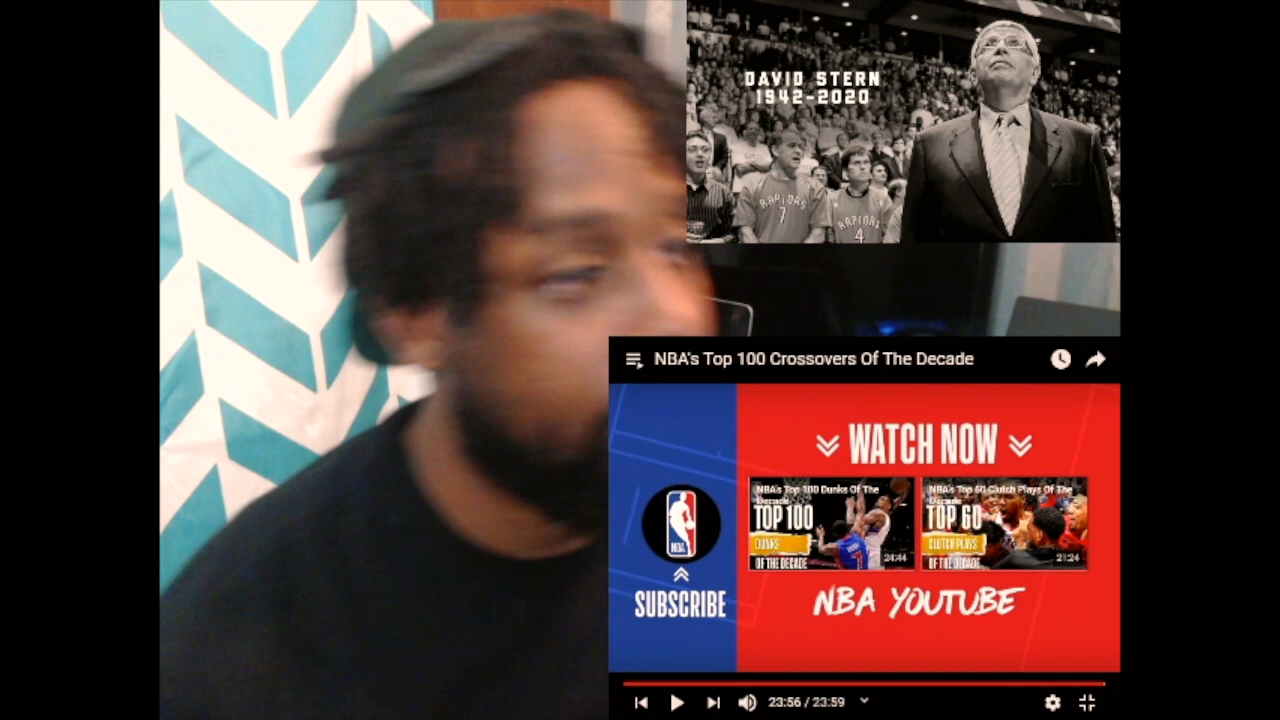 DAVID STERN
1942-2020
RAPTORS
7
RAPTORS
4
NBA's Top 100 Crossovers Of The Decade
WATCH NOW
NBA's Top 100 Dunks Of The
Decade
TOP 100
DUNKS
OF THE DECADE
24:44
NBA's Top 60 Clutch Plays Of The
Decade
TOP 60
CLUTCH PLAYS
OF THE DECADE
21:24
NBA
SUBSCRIBE
NBA YOUTUBE
23:56 / 23:59